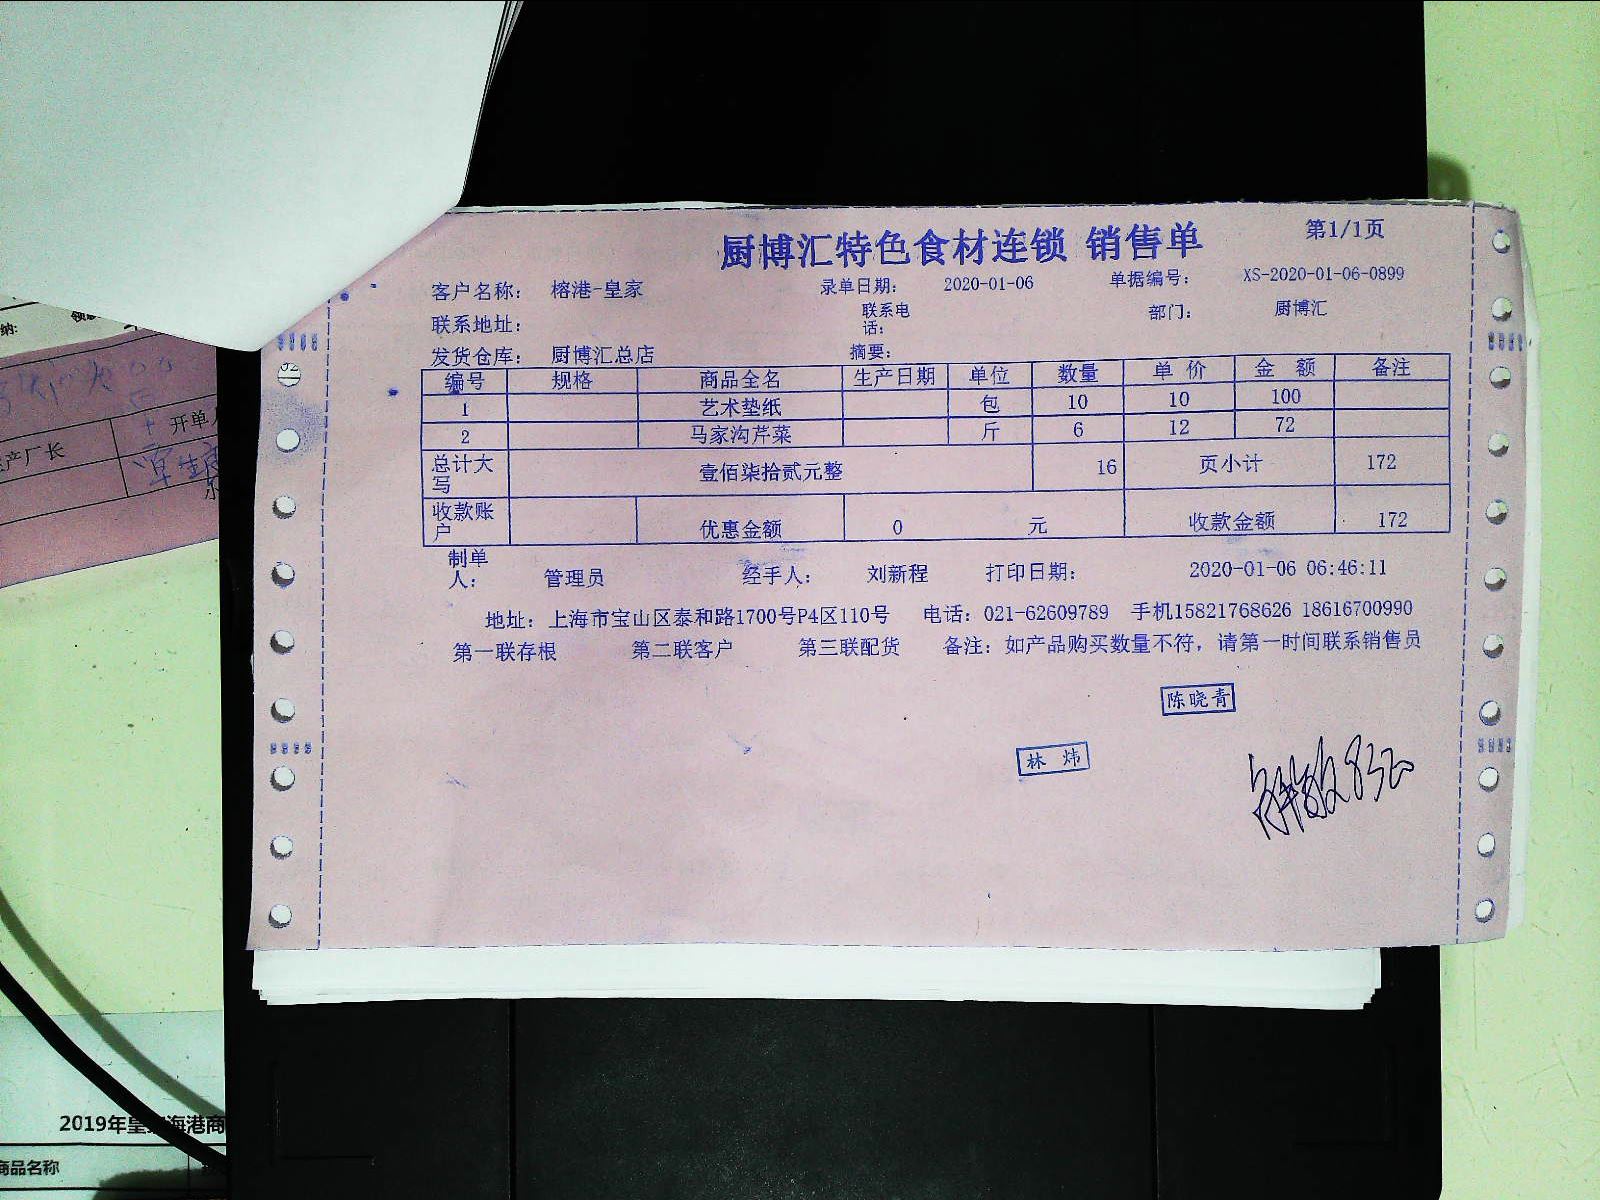 厨博汇特色食材连锁 销售单 第1/1页
客户名称: 榕港-皇家 录单日期: 2020-01-06 单据编号: XS-2020-01-06-0899
联系地址: 联系电话: 部门: 厨博汇
发货仓库: 厨博汇总店 摘要:
编号 规格 商品全名 生产日期 单位 数量 单 价 金 额 备注
1 艺术垫纸 包 10 10 100
2 马家沟芹菜 斤 6 12 72
总计大写 壹佰柒拾贰元整 16 页小计 172
收款账户 优惠金额 0 元 收款金额 172
制单人: 管理员 经手人: 刘新程 打印日期: 2020-01-06 06:46:11
地址: 上海市宝山区泰和路1700号P4区110号 电话: 021-62609789 手机15821768626 18616700990
第一联存根 第二联客户 第三联配货 备注: 如产品购买数量不符, 请第一时间联系销售员
陈晓青
林 炜
纳:
开单人
产厂长
2019年皇家海港商
商品名称